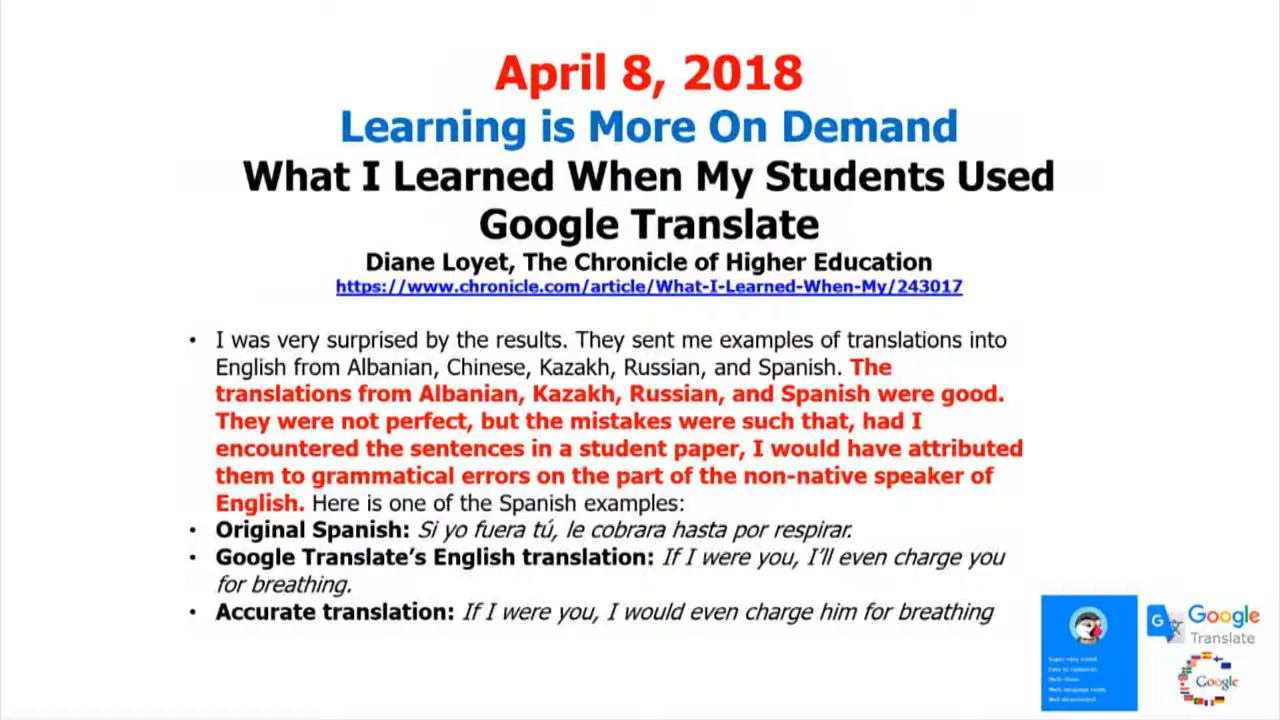 April 8, 2018
Learning is More On Demand
What I Learned When My Students Used
Google Translate
Diane Loyet, The Chronicle of Higher Education
https://www.chronicle.com/article/What-I-Learned-When-My/243017
• I was very surprised by the results. They sent me examples of translations into
English from Albanian, Chinese, Kazakh, Russian, and Spanish. The
translations from Albanian, Kazakh, Russian, and Spanish were good.
They were not perfect, but the mistakes were such that, had I
encountered the sentences in a student paper, I would have attributed
them to grammatical errors on the part of the non-native speaker of
English. Here is one of the Spanish examples:
• Original Spanish: Si yo fuera tú, le cobrara hasta por respirar.
• Google Translate’s English translation: If I were you, I’ll even charge you
for breathing.
• Accurate translation: If I were you, I would even charge him for breathing
G
Google
Translate
Google